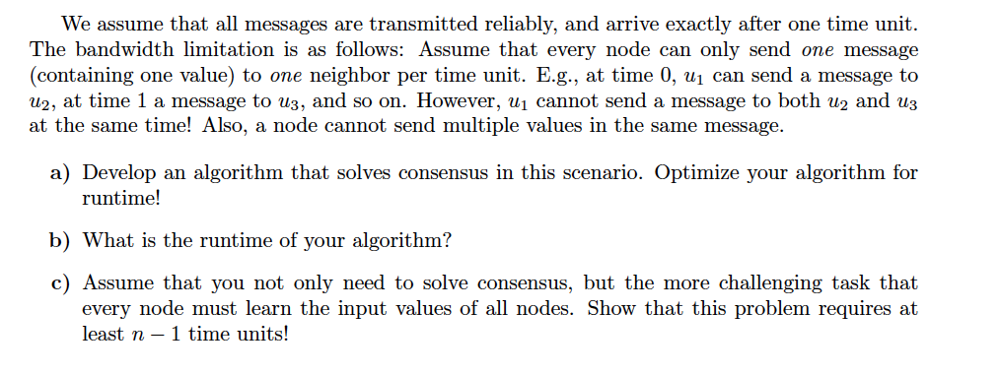 We assume that all messages are transmitted reliably, and arrive exactly after one time unit.
The bandwidth limitation is as follows: Assume that every node can only send one message
(containing one value) to one neighbor per time unit. E.g., at time 0, u₁ can send a message to
u₂, at time 1 a message to u₃, and so on. However, u₁ cannot send a message to both u₂ and u₃
at the same time! Also, a node cannot send multiple values in the same message.
a) Develop an algorithm that solves consensus in this scenario. Optimize your algorithm for
runtime!
b) What is the runtime of your algorithm?
c) Assume that you not only need to solve consensus, but the more challenging task that
every node must learn the input values of all nodes. Show that this problem requires at
least n − 1 time units!